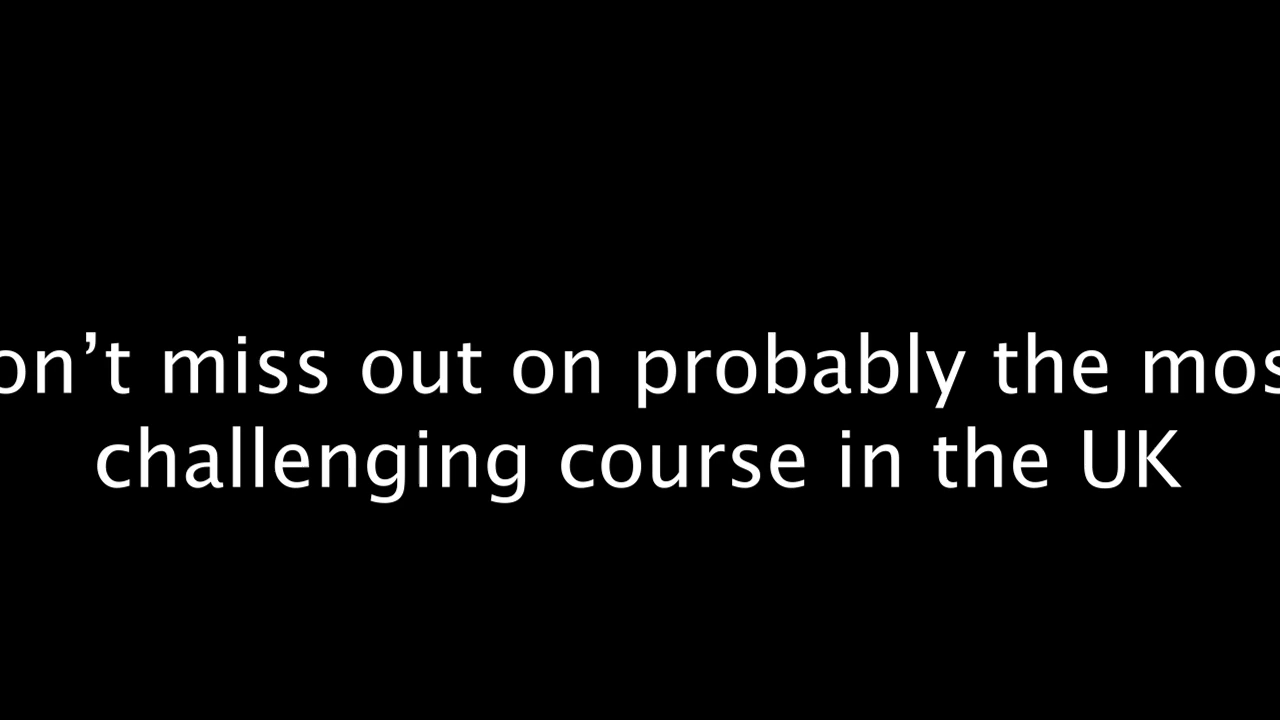 on’t miss out on probably the mos
challenging course in the UK